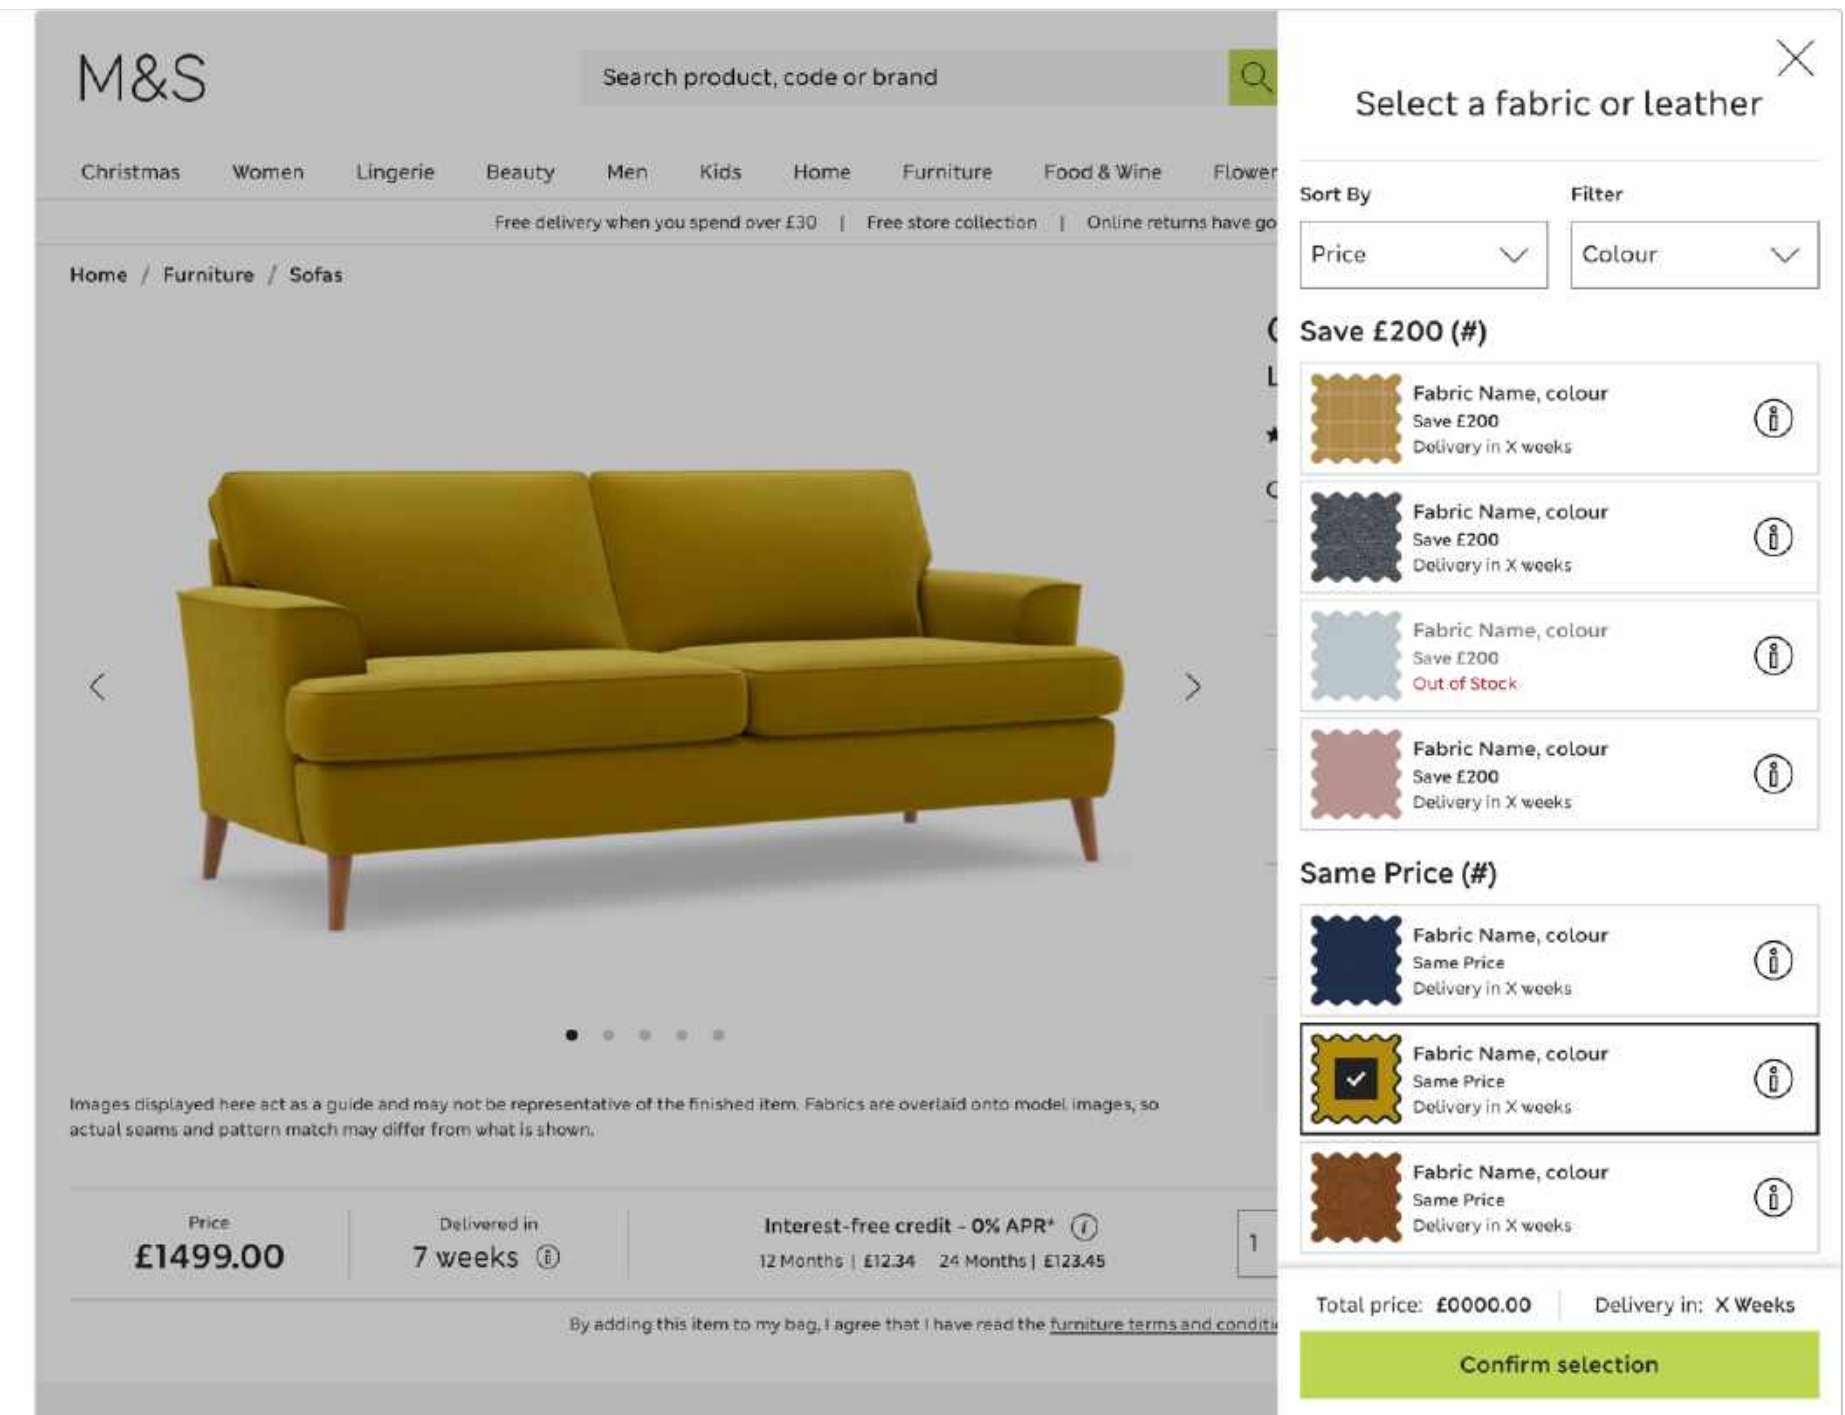 M&S
Search product, code or brand
Christmas Women Lingerie Beauty Men Kids Home Furniture Food & Wine Flower
Free delivery when you spend over £30 | Free store collection | Online returns have go
Home / Furniture / Sofas
Images displayed here act as a guide and may not be representative of the finished item. Fabrics are overlaid onto model images, so
actual seams and pattern match may differ from what is shown.
Price
£1499.00
Delivered in
7 weeks
Interest-free credit - 0% APR*
12 Months | £12.34 24 Months | £123.45
1
By adding this item to my bag, I agree that I have read the furniture terms and conditi
Select a fabric or leather
Sort By
Price
Filter
Colour
Save £200 (#)
Fabric Name, colour
Save £200
Delivery in X weeks
Fabric Name, colour
Save £200
Delivery in X weeks
Fabric Name, colour
Save £200
Out of Stock
Fabric Name, colour
Save £200
Delivery in X weeks
Same Price (#)
Fabric Name, colour
Same Price
Delivery in X weeks
Fabric Name, colour
Same Price
Delivery in X weeks
Fabric Name, colour
Same Price
Delivery in X weeks
Total price: £0000.00
Delivery in: X Weeks
Confirm selection